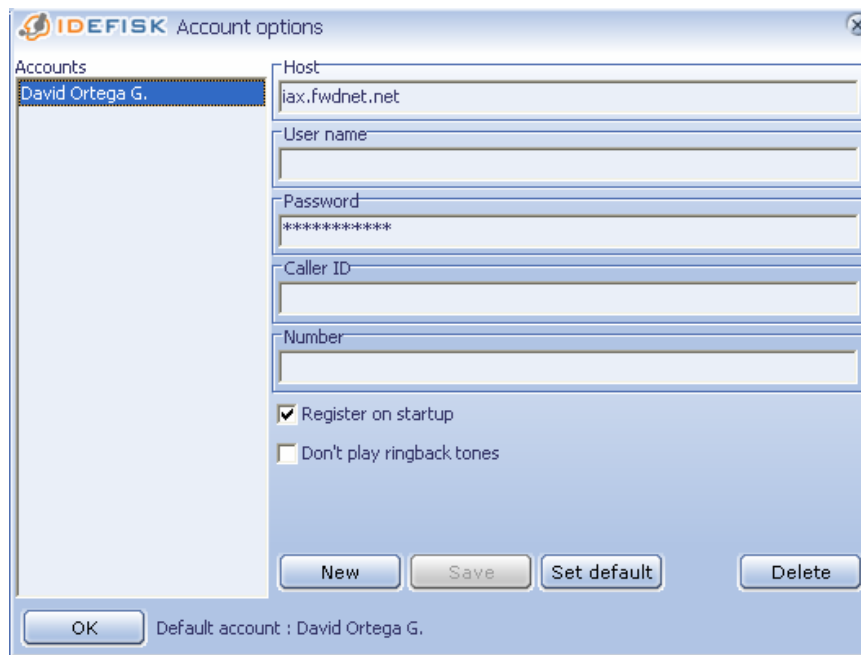 IDEFISK Account options
Accounts
David Ortega G.
Host
iax.fwdnet.net
User name
Password
***********
Caller ID
Number
Register on startup
Don't play ringback tones
New Save Set default Delete
OK Default account : David Ortega G.